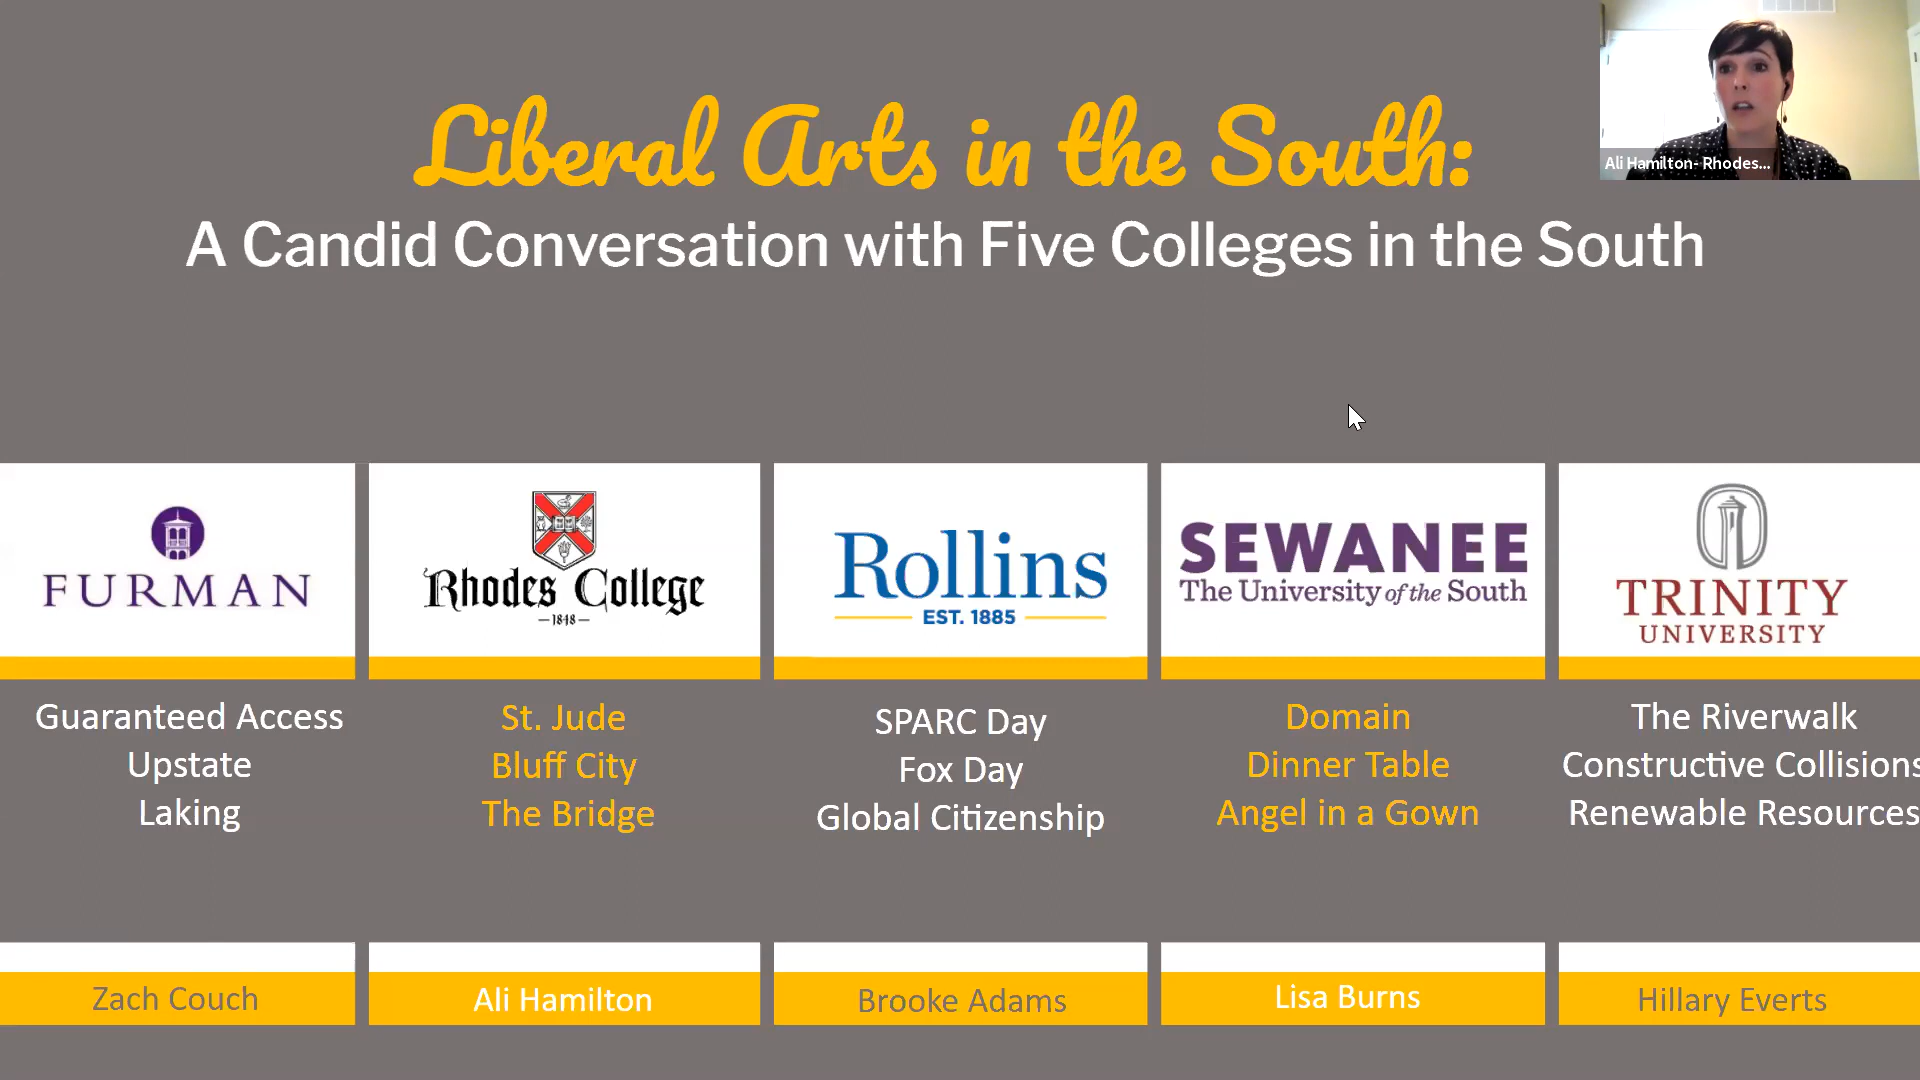 Liberal Arts in the South:
A Candid Conversation with Five Colleges in the South
Ali Hamilton- Rhodes...
FURMAN
Rhodes College
—1848—
Rollins
EST. 1885
SEWANEE
The University of the South
TRINITY
UNIVERSITY
Guaranteed Access
Upstate
Laking
St. Jude
Bluff City
The Bridge
SPARC Day
Fox Day
Global Citizenship
Domain
Dinner Table
Angel in a Gown
The Riverwalk
Constructive Collisions
Renewable Resources
Zach Couch
Ali Hamilton
Brooke Adams
Lisa Burns
Hillary Everts